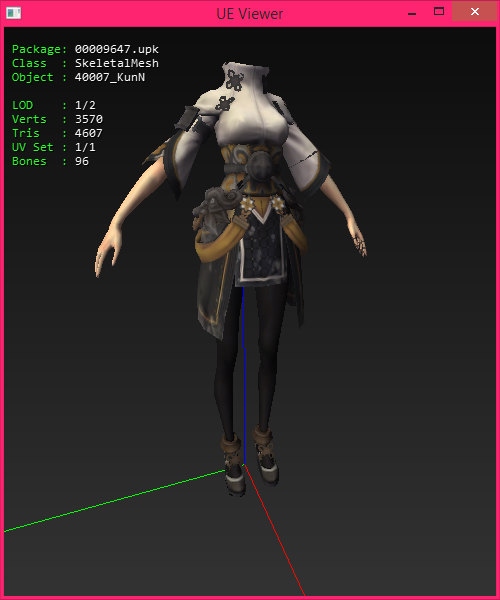 UE Viewer
Package: 00009647.upk
Class  : SkeletalMesh
Object : 40007_KunN
LOD    : 1/2
Verts  : 3570
Tris   : 4607
UV Set : 1/1
Bones  : 96